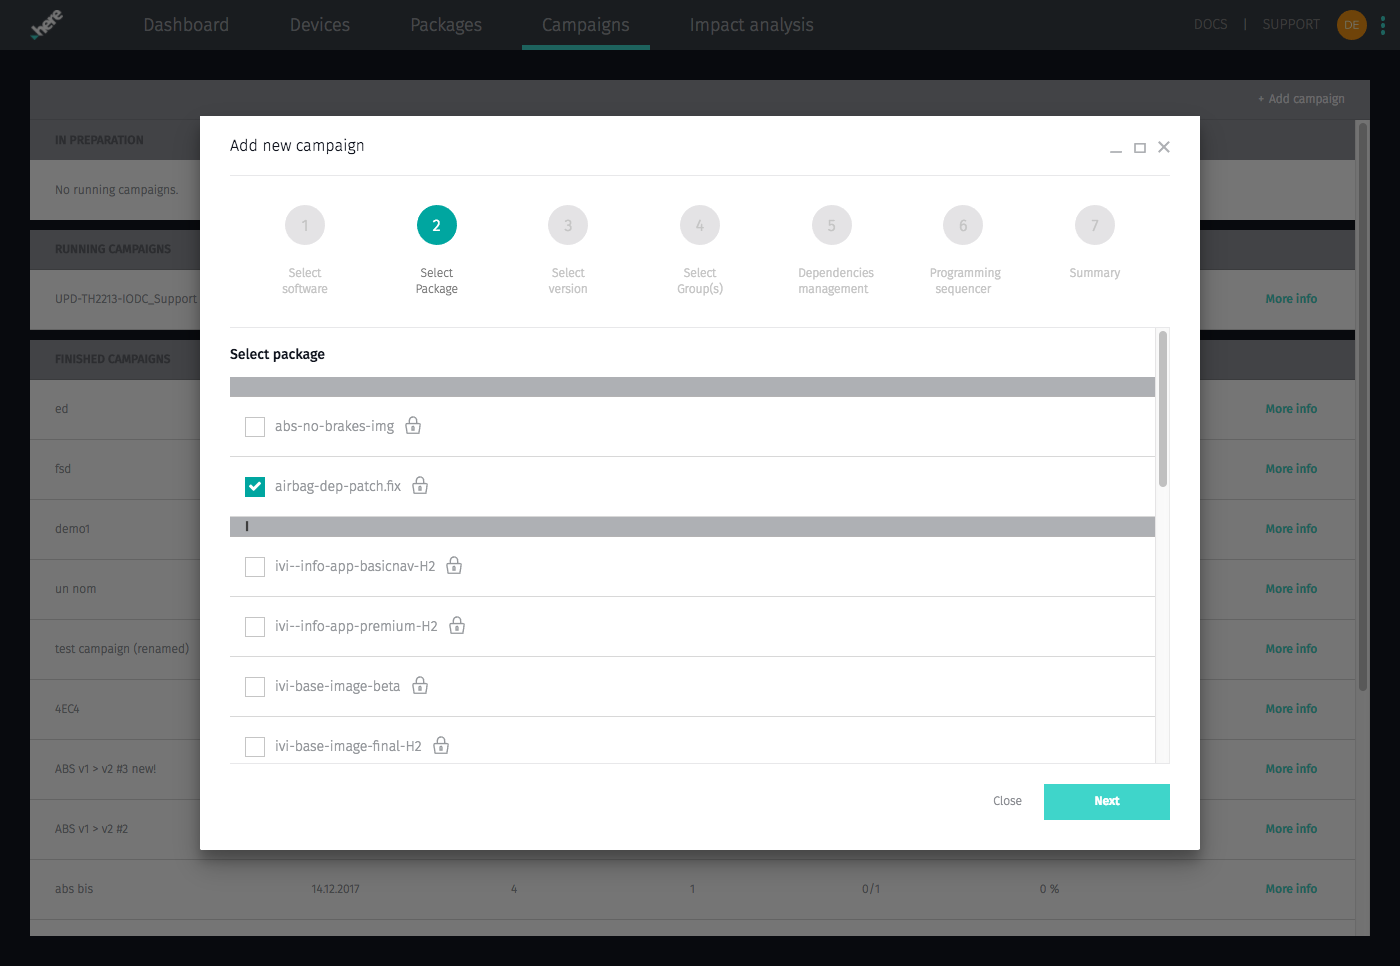 here
Dashboard
Devices
Packages
Campaigns
Impact analysis
DOCS
|
SUPPORT
DE
+ Add campaign
IN PREPARATION
No running campaigns.
RUNNING CAMPAIGNS
UPD-TH2213-IODC_Support
More info
FINISHED CAMPAIGNS
ed
More info
fsd
More info
demo1
More info
un nom
More info
test campaign (renamed)
More info
4EC4
More info
ABS v1 > v2 #3 new!
More info
ABS v1 > v2 #2
More info
abs bis
14.12.2017
4
1
0/1
0 %
More info
Add new campaign
1
Select
software
2
Select
Package
3
Select
version
4
Select
Group(s)
5
Dependencies
management
6
Programming
sequencer
7
Summary
Select package
abs-no-brakes-img
airbag-dep-patch.fix
I
ivi--info-app-basicnav-H2
ivi--info-app-premium-H2
ivi-base-image-beta
ivi-base-image-final-H2
Close
Next